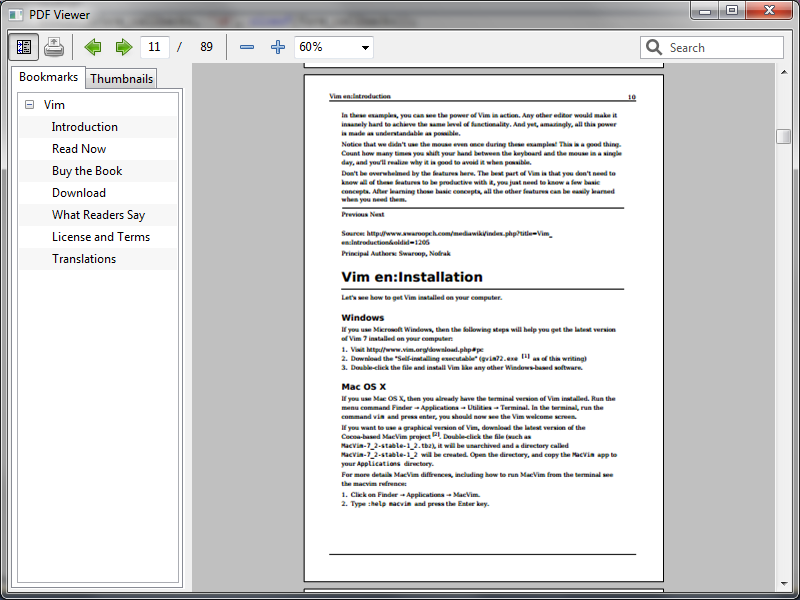 PDF Viewer
11 / 89 60% Search
Bookmarks Thumbnails
Vim
Introduction
Read Now
Buy the Book
Download
What Readers Say
License and Terms
Translations
Vim en:Introduction 10
In these examples, you can see the power of Vim in action. Any other editor would make it
insanely hard to achieve the same level of functionality. And yet, amazingly, all this power
is made as understandable as possible.
Notice that we didn't use the mouse even once during these examples! This is a good thing.
Count how many times you shift your hand between the keyboard and the mouse in a single
day, and you'll realize why it is good to avoid it when possible.
Don't be overwhelmed by the features here. The best part of Vim is that you don't need to
know all of these features to be productive with it, you just need to know a few basic
concepts. After learning those basic concepts, all the other features can be easily learned
when you need them.
Previous Next
Source: http://www.swaroopch.com/mediawiki/index.php?title=Vim_
en:Introduction&oldid=1205
Principal Authors: Swaroop, Nofrak
Vim en:Installation
Let's see how to get Vim installed on your computer.
Windows
If you use Microsoft Windows, then the following steps will help you get the latest version
of Vim 7 installed on your computer:
1. Visit http://www.vim.org/download.php#pc
2. Download the "Self-installing executable" (gvim72.exe [1] as of this writing)
3. Double-click the file and install Vim like any other Windows-based software.
Mac OS X
If you use Mac OS X, then you already have the terminal version of Vim installed. Run the
menu command Finder → Applications → Utilities → Terminal. In the terminal, run the
command vim and press enter, you should now see the Vim welcome screen.
If you want to use a graphical version of Vim, download the latest version of the
Cocoa-based MacVim project [2]. Double-click the file (such as
MacVim-7_2-stable-1_2.tbz), it will be unarchived and a directory called
MacVim-7_2-stable-1_2 will be created. Open the directory, and copy the MacVim app to
your Applications directory.
For more details MacVim diffrences, including how to run MacVim from the terminal see
the macvim refrence:
1. Click on Finder → Applications → MacVim.
2. Type :help macvim and press the Enter key.